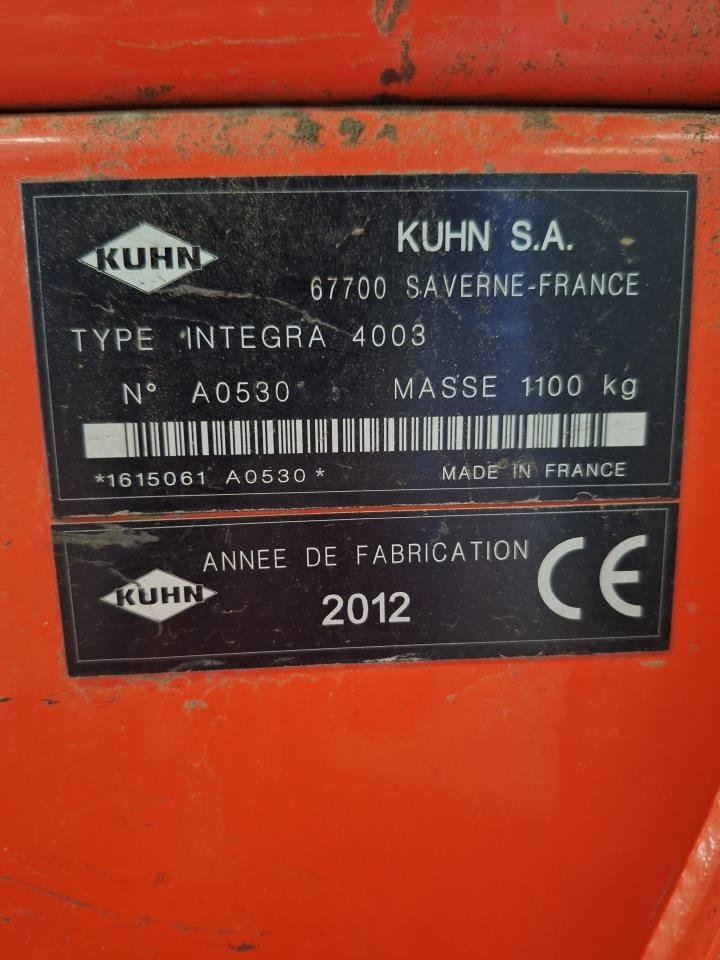 KUHN
KUHN S.A.
67700 SAVERNE-FRANCE
TYPE INTEGRA 4003
N° A0530 MASSE 1100 kg
*1615061 A0530* MADE IN FRANCE
KUHN
ANNEE DE FABRICATION
2012
CE